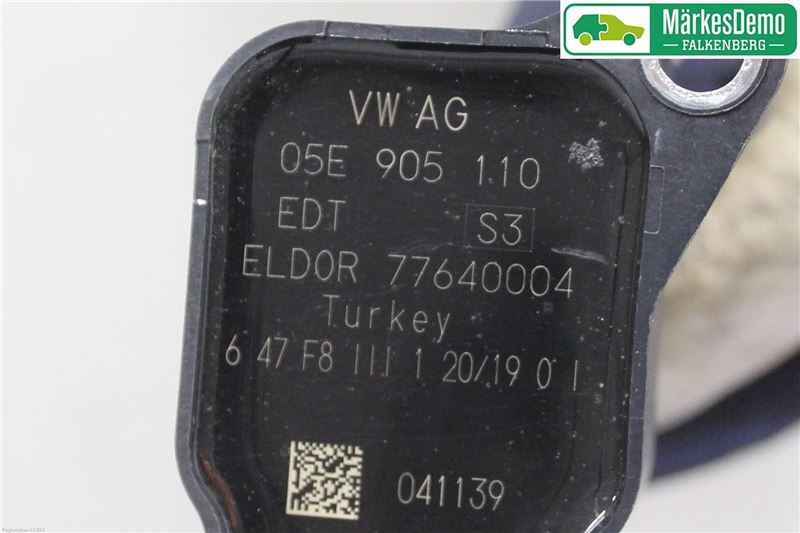 MärkesDemo
FALKENBERG
VW AG
05E 905 110
EDT S3
ELDOR 77640004
Turkey
6 47 F8 III 1 20/19 0 1
041139